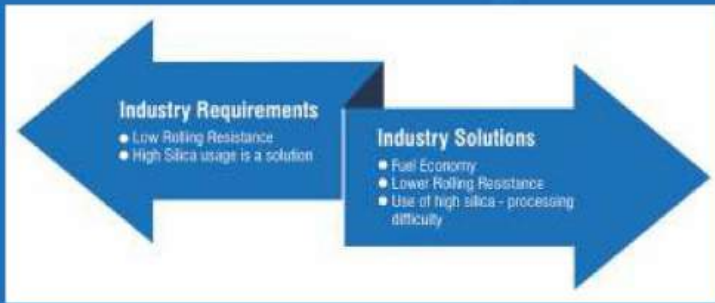 Industry Requirements
● Low Rolling Resistance
● High Silica usage is a solution
Industry Solutions
● Fuel Economy
● Lower Rolling Resistance
● Use of high silica - processing
difficulty